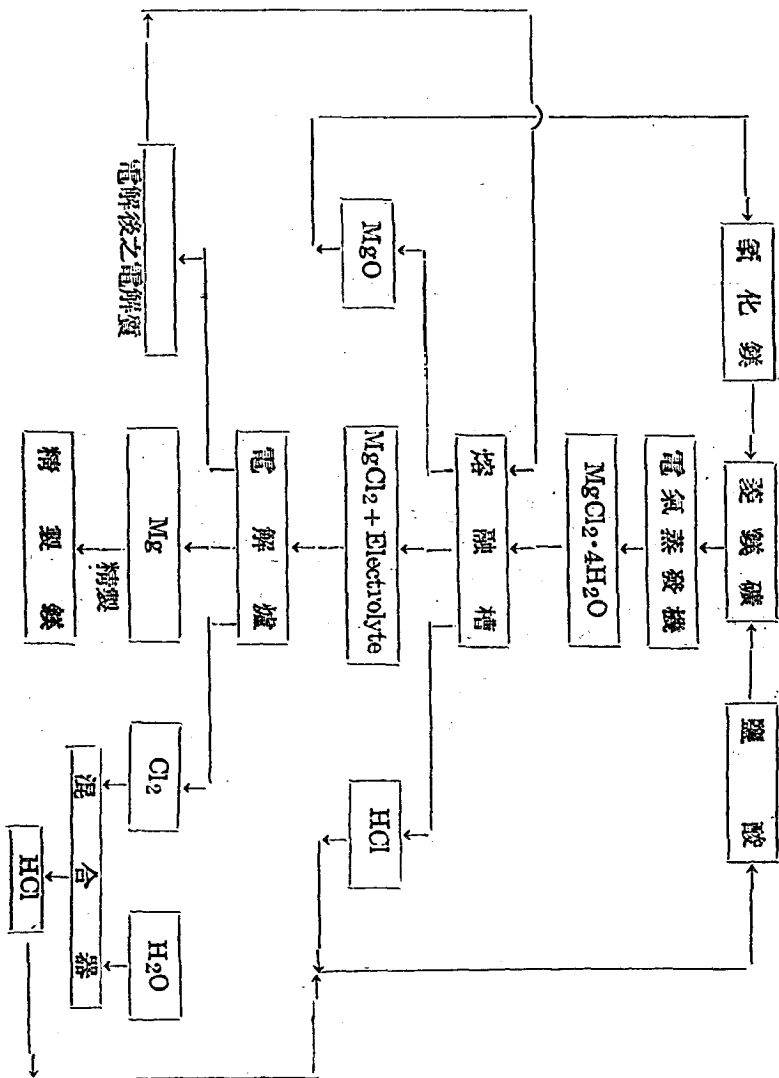 氧化鎂
菱鎂礦
鹽酸
電氣蒸發機
MgCl₂·4H₂O
熔融槽
MgO
MgCl₂+Electrolyte
HCl
電解爐
電解後之電解質
Mg
Cl₂
H₂O
精製
混合器
精製鎂
HCl